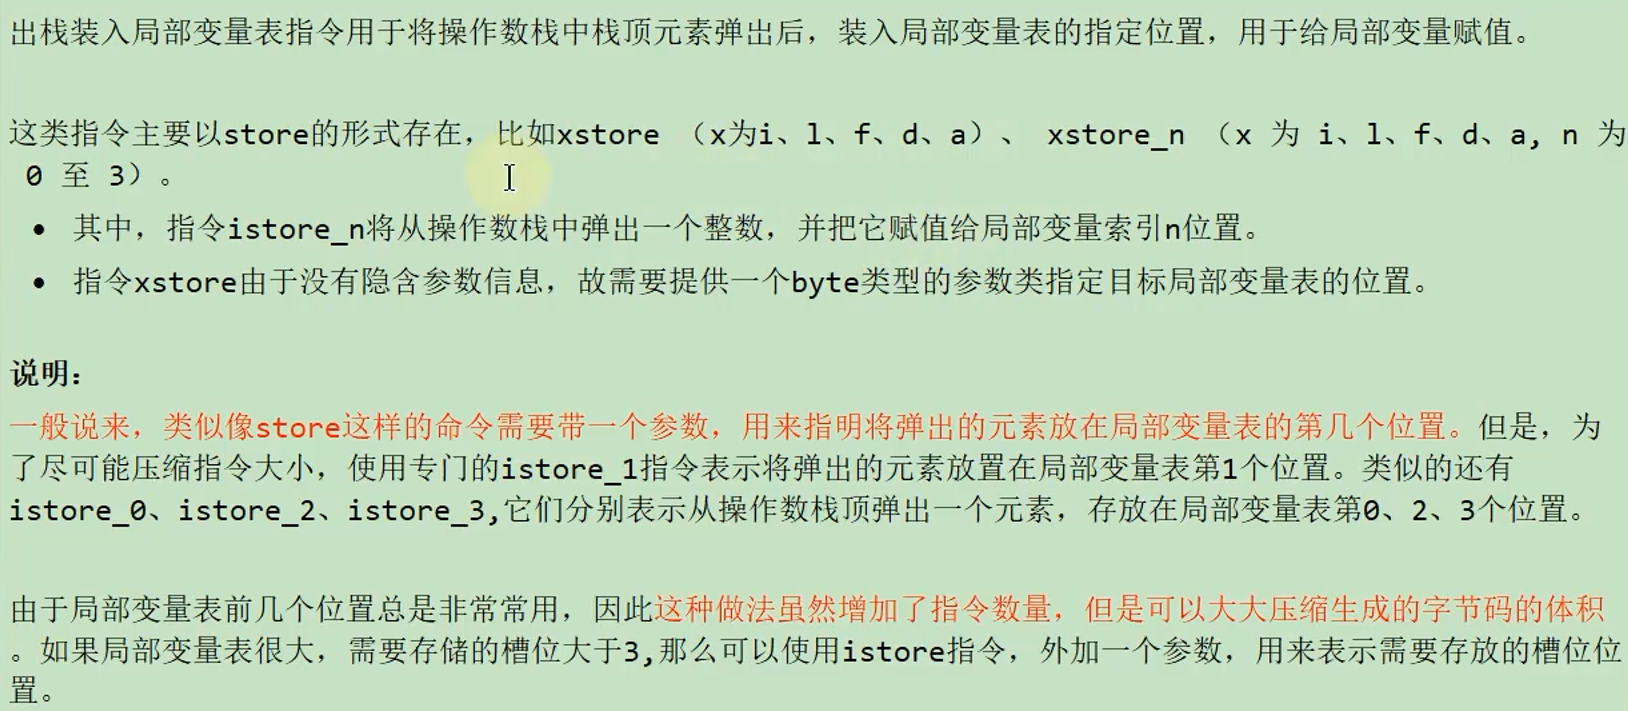 出栈装入局部变量表指令用于将操作数栈中栈顶元素弹出后，装入局部变量表的指定位置，用于给局部变量赋值。
这类指令主要以store的形式存在，比如xstore （x为i、l、f、d、a）、 xstore_n （x 为 i、l、f、d、a, n 为
0 至 3）。
• 其中，指令istore_n将从操作数栈中弹出一个整数，并把它赋值给局部变量索引n位置。
• 指令xstore由于没有隐含参数信息，故需要提供一个byte类型的参数类指定目标局部变量表的位置。
说明：
一般说来，类似像store这样的命令需要带一个参数，用来指明将弹出的元素放在局部变量表的第几个位置。但是，为
了尽可能压缩指令大小，使用专门的istore_1指令表示将弹出的元素放置在局部变量表第1个位置。类似的还有
istore_0、istore_2、istore_3,它们分别表示从操作数栈顶弹出一个元素，存放在局部变量表第0、2、3个位置。
由于局部变量表前几个位置总是非常常用，因此这种做法虽然增加了指令数量，但是可以大大压缩生成的字节码的体积
。如果局部变量表很大，需要存储的槽位大于3,那么可以使用istore指令，外加一个参数，用来表示需要存放的槽位位
置。